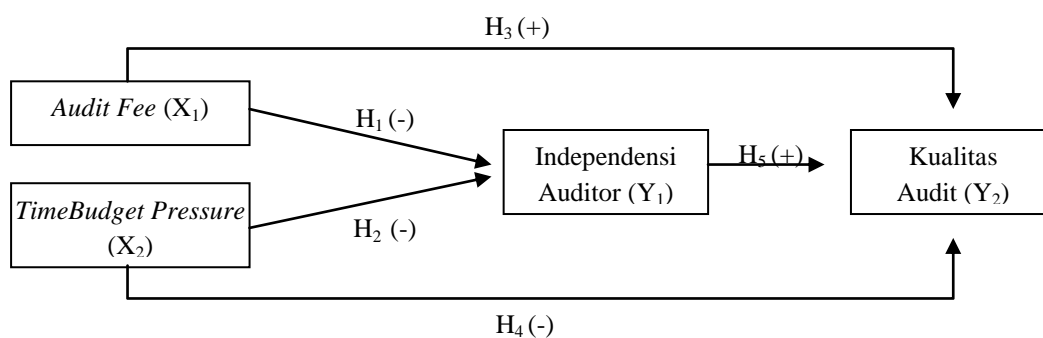 H₃ (+)
Audit Fee (X₁)
H₁ (-)
Independensi
Auditor (Y₁)
H₅ (+)
Kualitas
Audit (Y₂)
TimeBudget Pressure
(X₂)
H₂ (-)
H₄ (-)